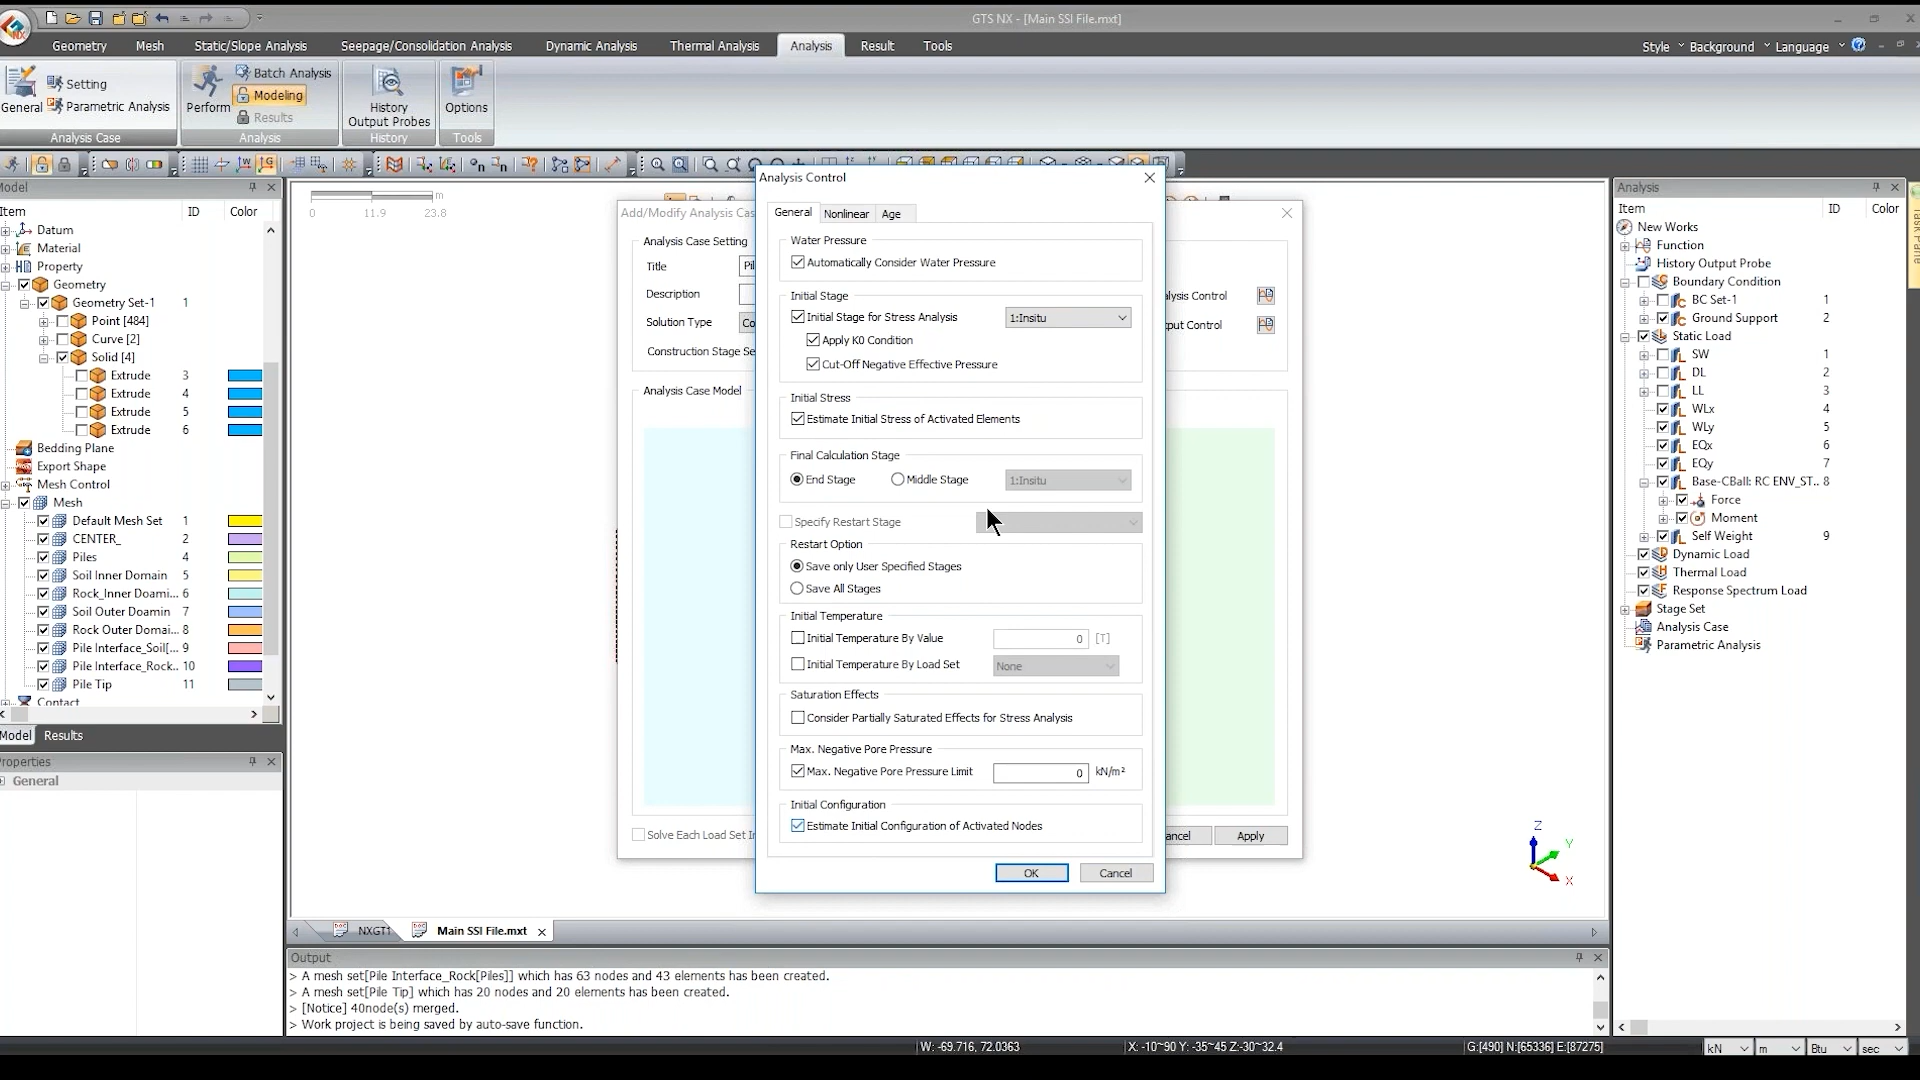 GTS NX - [Main SSI File.mxt]
Geometry Mesh Static/Slope Analysis Seepage/Consolidation Analysis Dynamic Analysis Thermal Analysis Analysis Result Tools
Style Background Language
General
Setting
Parametric Analysis
Analysis Case
Perform
Batch Analysis
Modeling
Results
Analysis
History
Output Probes
History
Options
Tools
Model
Item ID Color
Datum
Material
Property
Geometry
Geometry Set-1 1
Point [484]
Curve [2]
Solid [4]
Extrude 3
Extrude 4
Extrude 5
Extrude 6
Bedding Plane
Export Shape
Mesh Control
Mesh
Default Mesh Set 1
CENTER_ 2
Piles 4
Soil Inner Domain 5
Rock_Inner Doami... 6
Soil Outer Doamin 7
Rock Outer Domai... 8
Pile Interface_Soil[... 9
Pile Interface_Rock.. 10
Pile Tip 11
Contact
Model Results
Properties
General
0 11.9 23.8 m
Add/Modify Analysis Cas
Analysis Case Setting
Title Pil
Description
Solution Type Co
Construction Stage Se
Analysis Case Model
alysis Control
tput Control
Solve Each Load Set In
ancel Apply
Analysis Control
General Nonlinear Age
Water Pressure
Automatically Consider Water Pressure
Initial Stage
Initial Stage for Stress Analysis 1:Insitu
Apply K0 Condition
Cut-Off Negative Effective Pressure
Initial Stress
Estimate Initial Stress of Activated Elements
Final Calculation Stage
End Stage Middle Stage 1:Insitu
Specify Restart Stage
Restart Option
Save only User Specified Stages
Save All Stages
Initial Temperature
Initial Temperature By Value 0 [T]
Initial Temperature By Load Set None
Saturation Effects
Consider Partially Saturated Effects for Stress Analysis
Max. Negative Pore Pressure
Max. Negative Pore Pressure Limit 0 kN/m²
Initial Configuration
Estimate Initial Configuration of Activated Nodes
OK Cancel
Z
Y
X
NXGT1 Main SSI File.mxt
Output
> A mesh set[Pile Interface_Rock[Piles]] which has 63 nodes and 43 elements has been created.
> A mesh set[Pile Tip] which has 20 nodes and 20 elements has been created.
> [Notice] 40node(s) merged.
> Work project is being saved by auto-save function.
Analysis
Item ID Color
New Works
Function
History Output Probe
Boundary Condition
BC Set-1 1
Ground Support 2
Static Load
SW 1
DL 2
LL 3
WLx 4
WLy 5
EQx 6
EQy 7
Base-CBall: RC ENV_ST.. 8
Force
Moment
Self Weight 9
Dynamic Load
Thermal Load
Response Spectrum Load
Stage Set
Analysis Case
Parametric Analysis
Task Pane
W: -69.716, 72.0363 X: -10~90 Y: -35~45 Z:-30~32.4 G:[490] N:[65336] E:[87275] kN m Btu sec